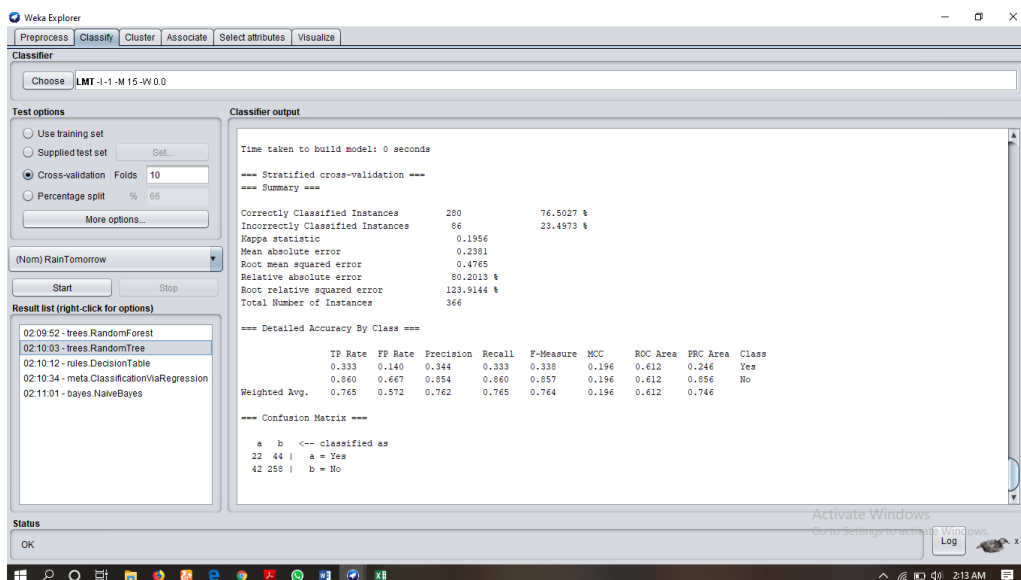 Weka Explorer
Preprocess Classify Cluster Associate Select attributes Visualize
Classifier
Choose LMT -I -1 -M 15 -W 0.0
Test options
Use training set
Supplied test set Set...
Cross-validation Folds 10
Percentage split % 66
More options...
(Nom) RainTomorrow
Start Stop
Result list (right-click for options)
02:09:52 - trees.RandomForest
02:10:03 - trees.RandomTree
02:10:12 - rules.DecisionTable
02:10:34 - meta.ClassificationViaRegression
02:11:01 - bayes.NaiveBayes
Classifier output
Time taken to build model: 0 seconds
=== Stratified cross-validation ===
=== Summary ===
Correctly Classified Instances 280 76.5027 %
Incorrectly Classified Instances 86 23.4973 %
Kappa statistic 0.1956
Mean absolute error 0.2381
Root mean squared error 0.4765
Relative absolute error 80.2013 %
Root relative squared error 123.9144 %
Total Number of Instances 366
=== Detailed Accuracy By Class ===
TP Rate FP Rate Precision Recall F-Measure MCC ROC Area PRC Area Class
0.333 0.140 0.344 0.333 0.338 0.196 0.612 0.246 Yes
0.860 0.667 0.854 0.860 0.857 0.196 0.612 0.856 No
Weighted Avg. 0.765 0.572 0.762 0.765 0.764 0.196 0.612 0.746
=== Confusion Matrix ===
a b <-- classified as
22 44 | a = Yes
42 258 | b = No
Status
OK
Activate Windows
Go to Settings to activate Windows.
Log
x
2:13 AM